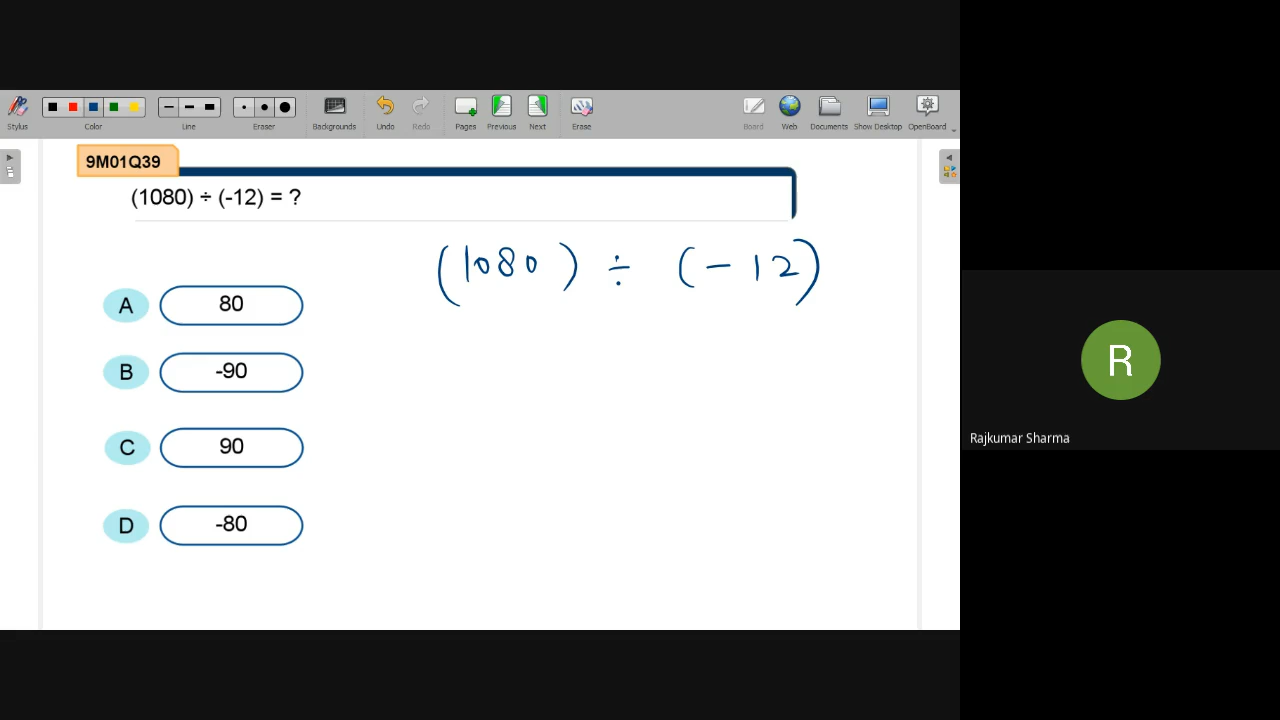 Stylus
Color
Line
Eraser
Backgrounds
Undo
Redo
Pages
Previous
Next
Erase
Board
Web
Documents
Show Desktop
OpenBoard
9M01Q39
(1080) ÷ (-12) = ?
(1080) ÷ (-12)
A 80
B -90
C 90
D -80
R
Rajkumar Sharma